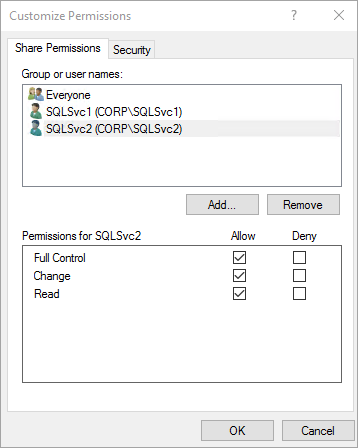 Customize Permissions
Share Permissions Security
Group or user names:
Everyone
SQLSvc1 (CORP\SQLSvc1)
SQLSvc2 (CORP\SQLSvc2)
Add... Remove
Permissions for SQLSvc2 Allow Deny
Full Control
Change
Read
OK Cancel